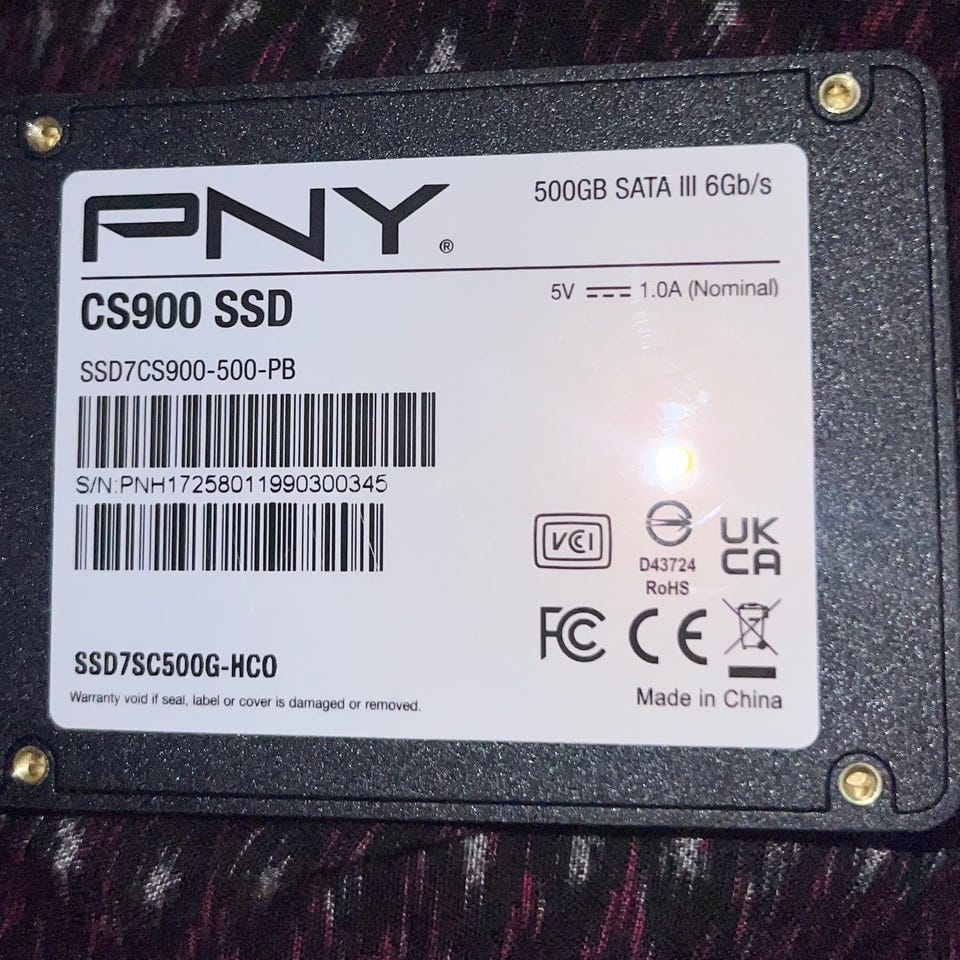 PNY®
500GB SATA III 6Gb/s
CS900 SSD
5V ⎓ 1.0A (Nominal)
SSD7CS900-500-PB
S/N:PNH17258011990300345
VCI
D43724
RoHS
UK
CA
FC
CE
SSD7SC500G-HCO
Warranty void if seal, label or cover is damaged or removed.
Made in China